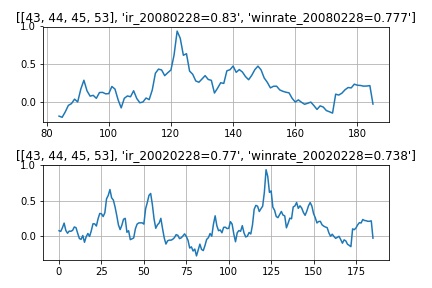 [[43, 44, 45, 53], 'ir_20080228=0.83', 'winrate_20080228=0.777']
1.0
0.5
0.0
80 100 120 140 160 180
[[43, 44, 45, 53], 'ir_20020228=0.77', 'winrate_20020228=0.738']
1.0
0.5
0.0
0 25 50 75 100 125 150 175